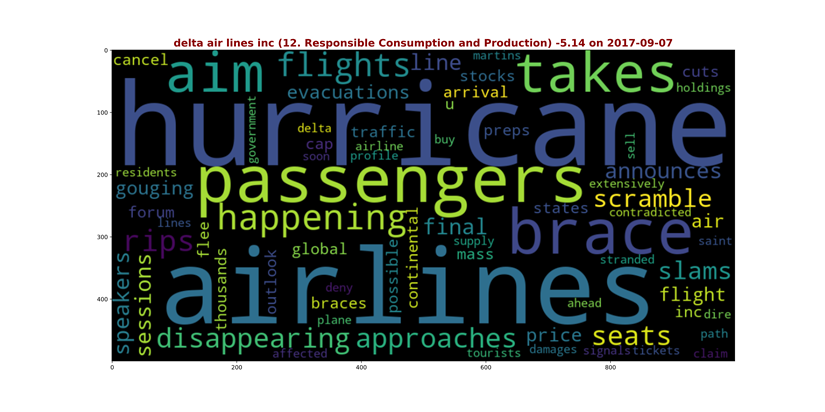 delta air lines inc (12. Responsible Consumption and Production) -5.14 on 2017-09-07
0
100
200
300
400
0 200 400 600 800
cancel aim flights line martins takes cuts
stocks holdings
evacuations arrival
hurricane
government delta traffic u preps
cap airline buy sell
soon profile
residents passengers announces
gouging extensively scramble
forum happening continental final states contradicted air
lines
rips flee global supply brace saint
speakers sessions thousands outlook possible mass stranded slams
airlines
deny flight
braces ahead inc dire
plane
disappearing approaches price seats path
affected tourists damages signals tickets claim